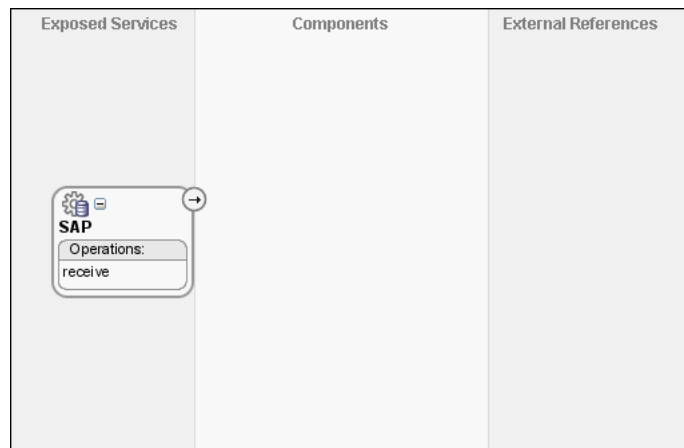 Exposed Services
Components
External References
SAP
Operations:
receive